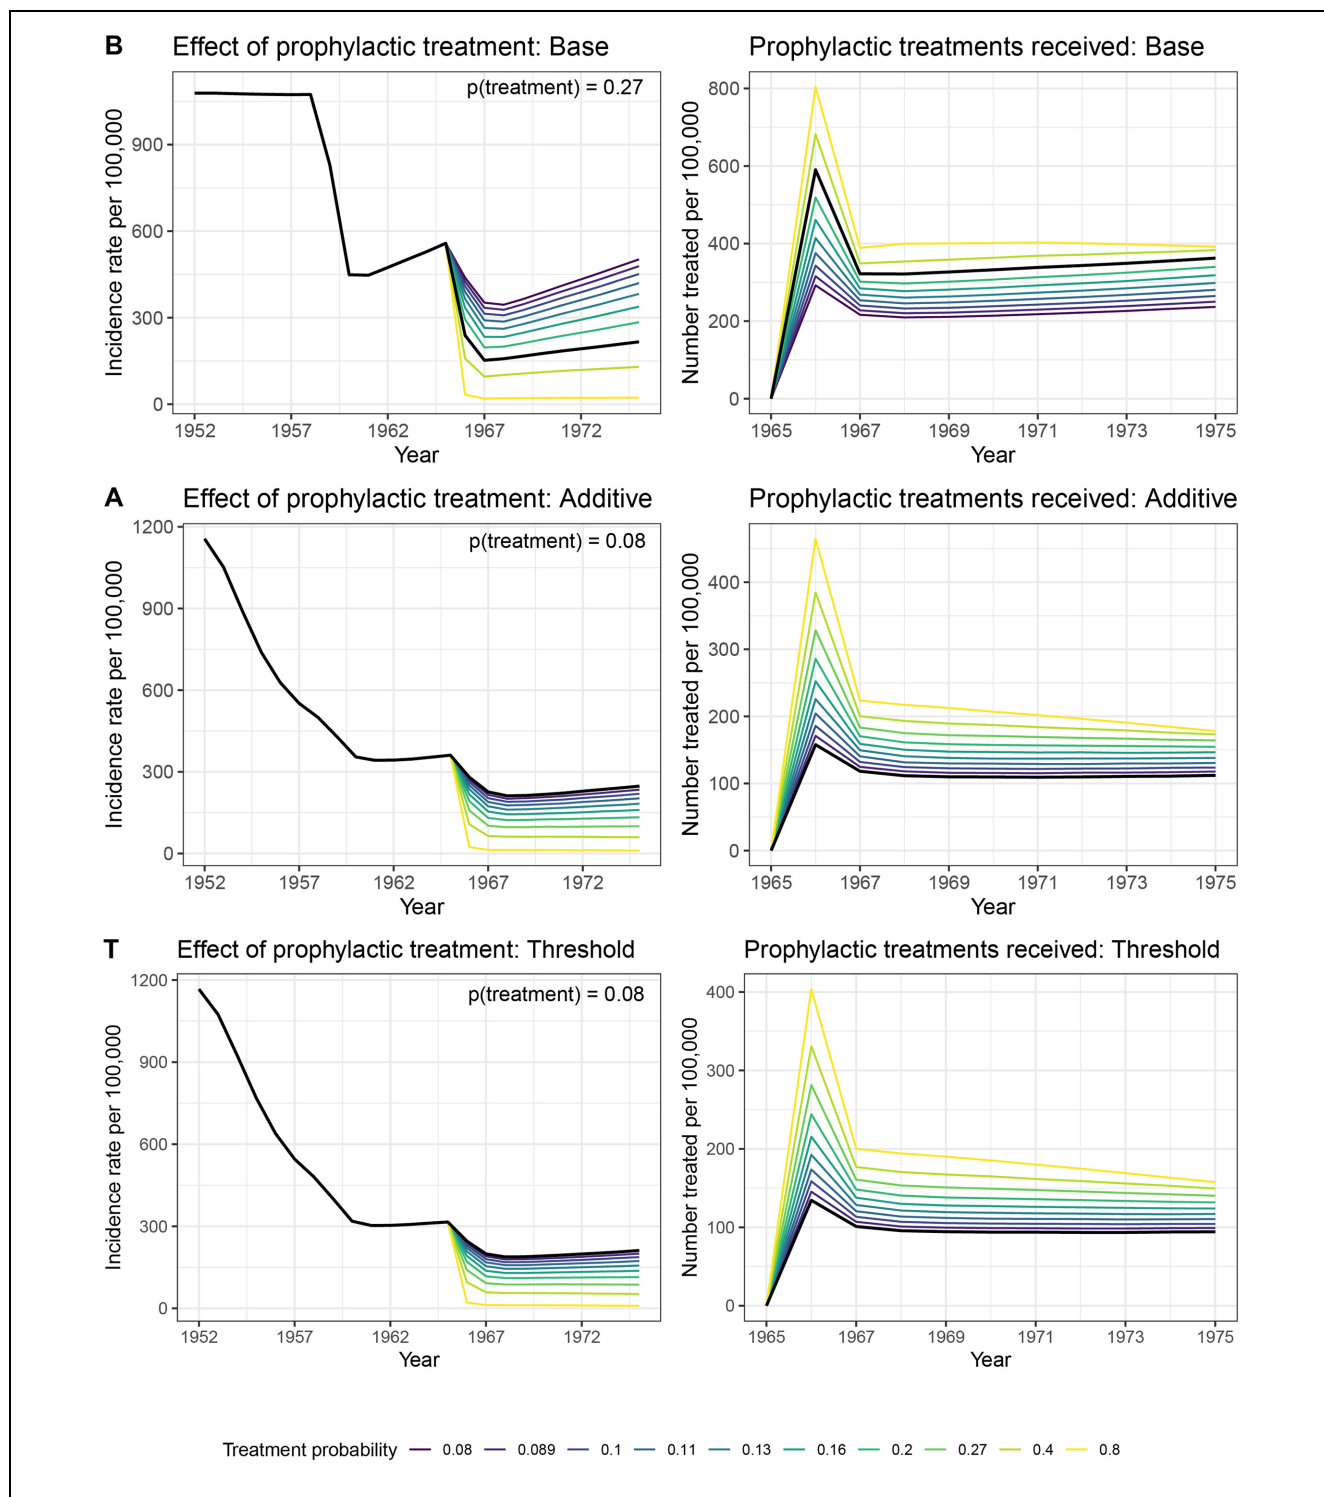 B Effect of prophylactic treatment: Base
p(treatment) = 0.27
Incidence rate per 100,000
900
600
300
0
1952 1957 1962 1967 1972
Year
Prophylactic treatments received: Base
Number treated per 100,000
800
600
400
200
0
1965 1967 1969 1971 1973 1975
Year
A Effect of prophylactic treatment: Additive
p(treatment) = 0.08
Incidence rate per 100,000
1200
900
600
300
0
1952 1957 1962 1967 1972
Year
Prophylactic treatments received: Additive
Number treated per 100,000
400
300
200
100
0
1965 1967 1969 1971 1973 1975
Year
T Effect of prophylactic treatment: Threshold
p(treatment) = 0.08
Incidence rate per 100,000
1200
900
600
300
0
1952 1957 1962 1967 1972
Year
Prophylactic treatments received: Threshold
Number treated per 100,000
400
300
200
100
0
1965 1967 1969 1971 1973 1975
Year
Treatment probability 0.08 0.089 0.1 0.11 0.13 0.16 0.2 0.27 0.4 0.8